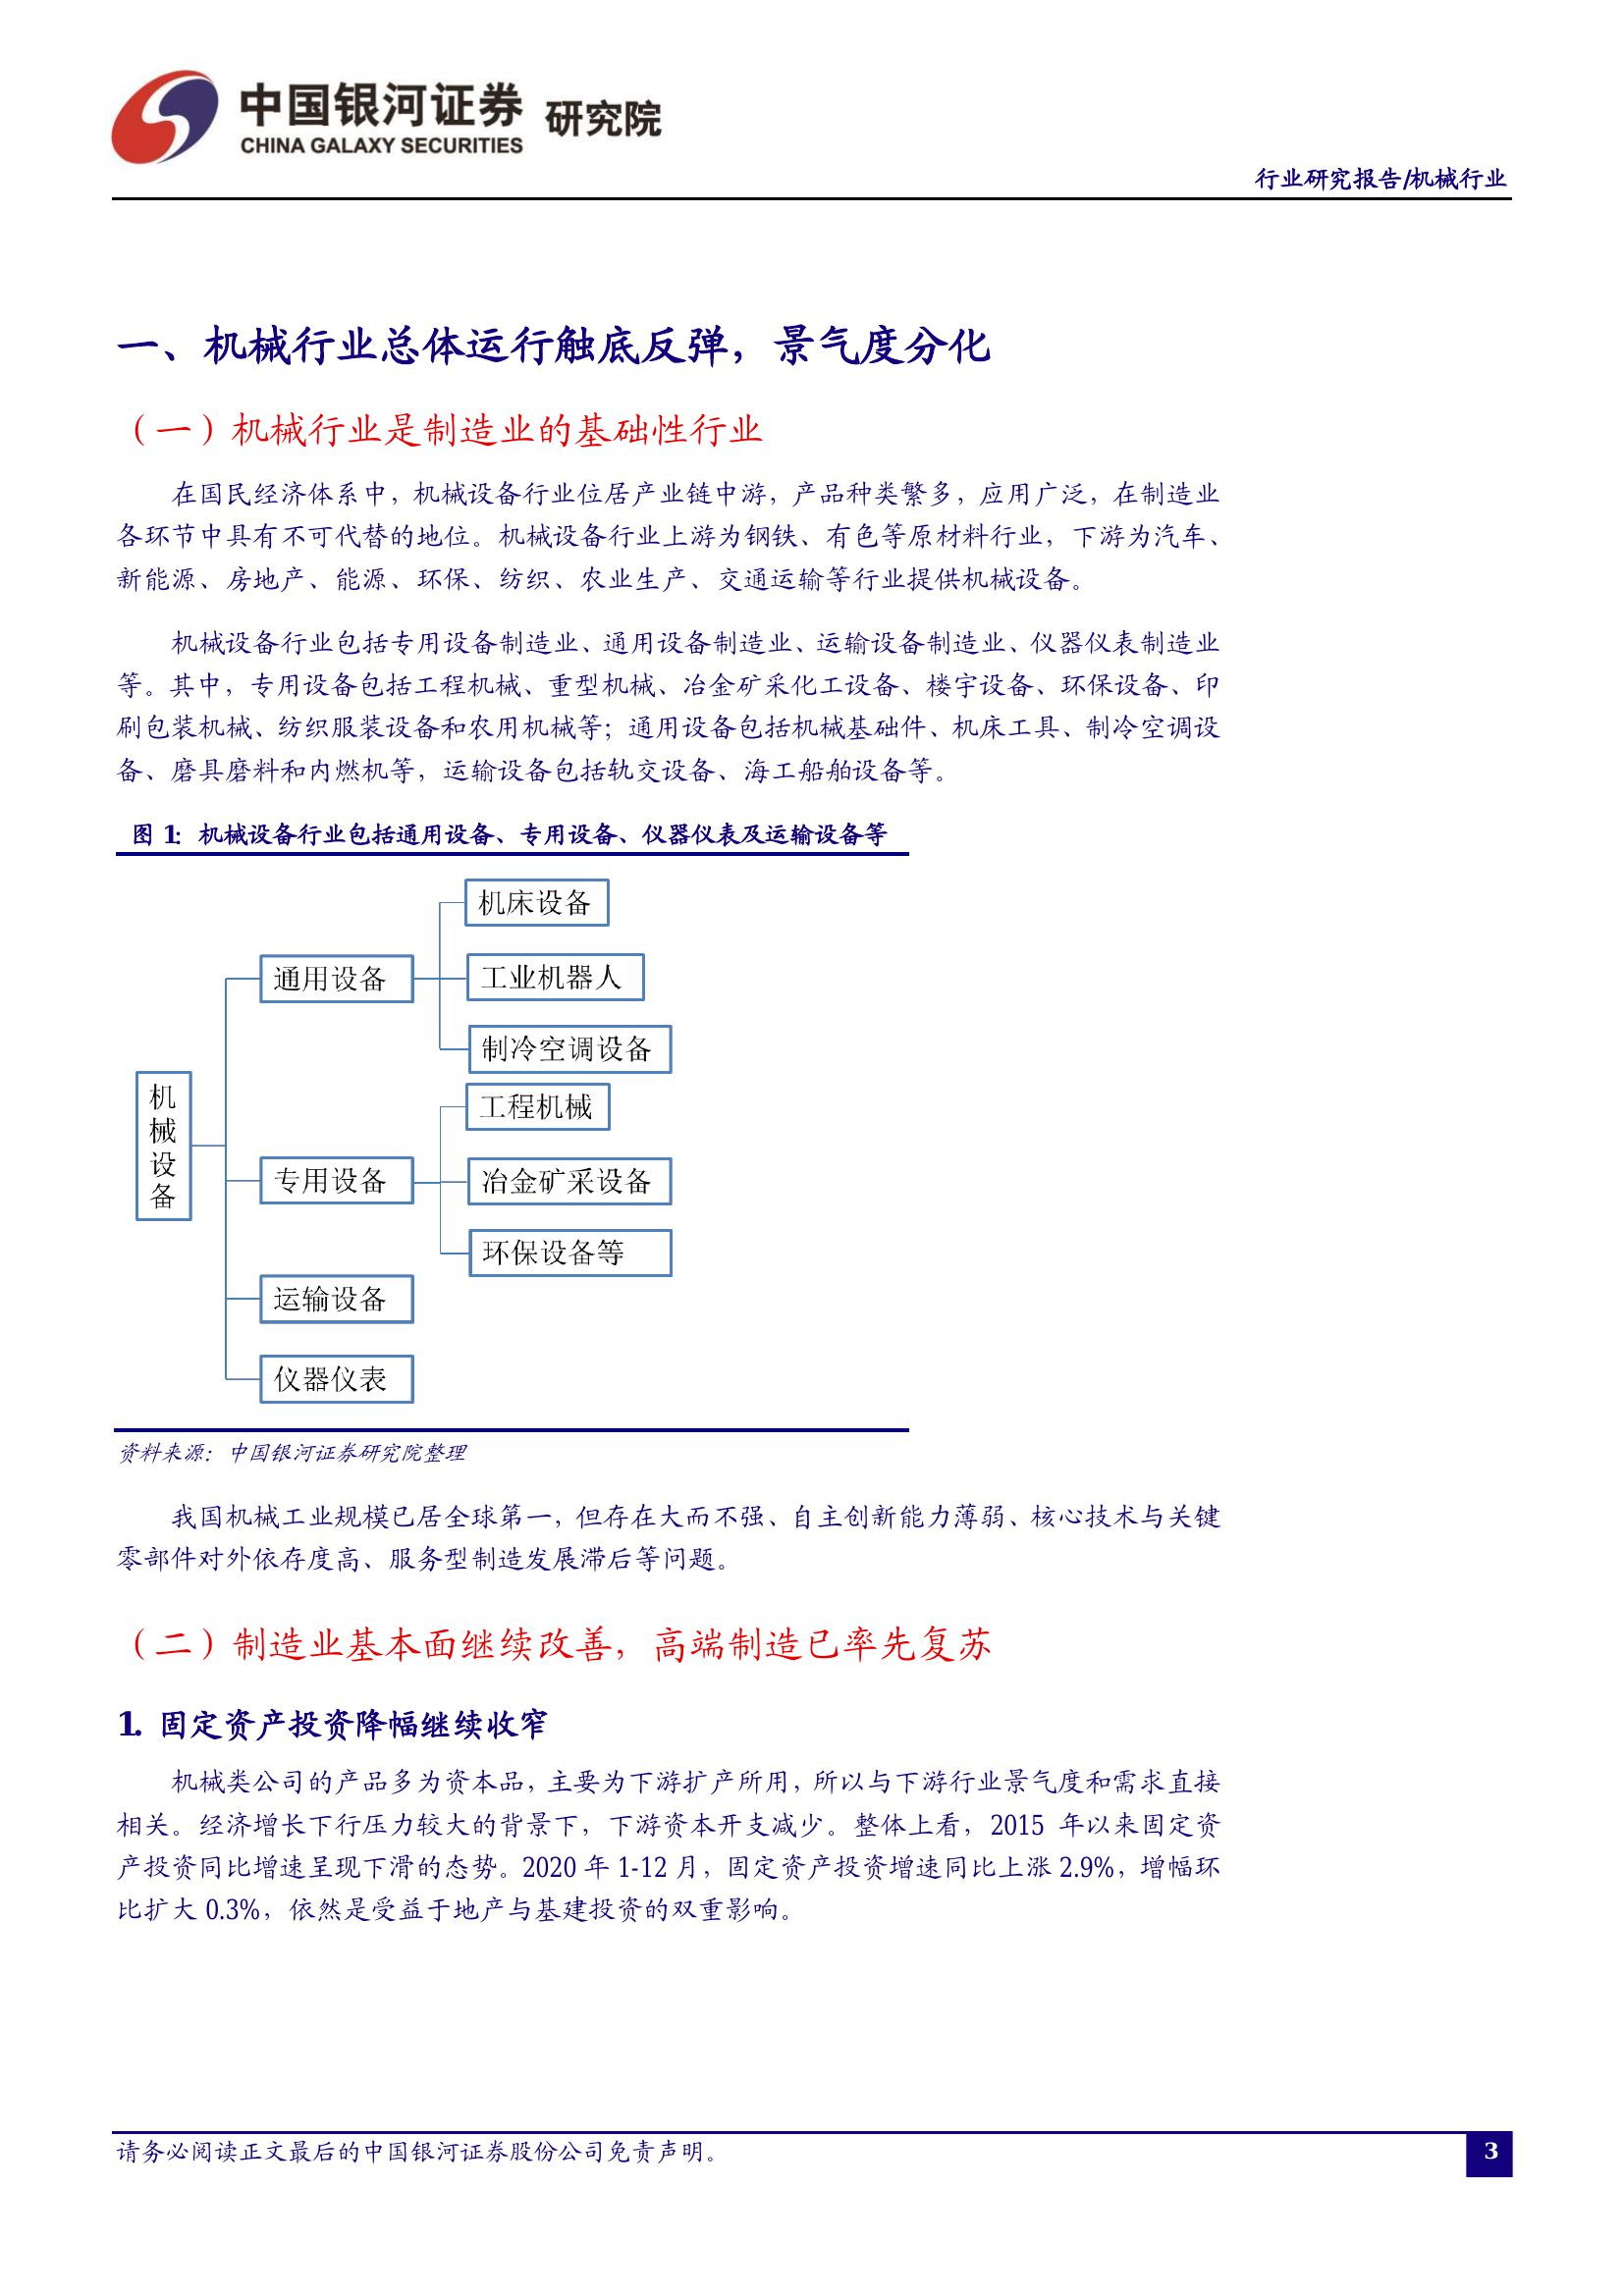 中国银河证券 研究院
CHINA GALAXY SECURITIES
行业研究报告/机械行业
一、机械行业总体运行触底反弹，景气度分化
（一）机械行业是制造业的基础性行业
在国民经济体系中，机械设备行业位居产业链中游，产品种类繁多，应用广泛，在制造业
各环节中具有不可代替的地位。机械设备行业上游为钢铁、有色等原材料行业，下游为汽车、
新能源、房地产、能源、环保、纺织、农业生产、交通运输等行业提供机械设备。
机械设备行业包括专用设备制造业、通用设备制造业、运输设备制造业、仪器仪表制造业
等。其中，专用设备包括工程机械、重型机械、冶金矿采化工设备、楼宇设备、环保设备、印
刷包装机械、纺织服装设备和农用机械等；通用设备包括机械基础件、机床工具、制冷空调设
备、磨具磨料和内燃机等，运输设备包括轨交设备、海工船舶设备等。
图 1：机械设备行业包括通用设备、专用设备、仪器仪表及运输设备等
机械设备
通用设备
机床设备
工业机器人
制冷空调设备
专用设备
工程机械
冶金矿采设备
环保设备等
运输设备
仪器仪表
资料来源：中国银河证券研究院整理
我国机械工业规模已居全球第一，但存在大而不强、自主创新能力薄弱、核心技术与关键
零部件对外依存度高、服务型制造发展滞后等问题。
（二）制造业基本面继续改善，高端制造已率先复苏
1. 固定资产投资降幅继续收窄
机械类公司的产品多为资本品，主要为下游扩产所用，所以与下游行业景气度和需求直接
相关。经济增长下行压力较大的背景下，下游资本开支减少。整体上看，2015 年以来固定资
产投资同比增速呈现下滑的态势。2020 年 1-12 月，固定资产投资增速同比上涨 2.9%，增幅环
比扩大 0.3%，依然是受益于地产与基建投资的双重影响。
请务必阅读正文最后的中国银河证券股份公司免责声明。
3